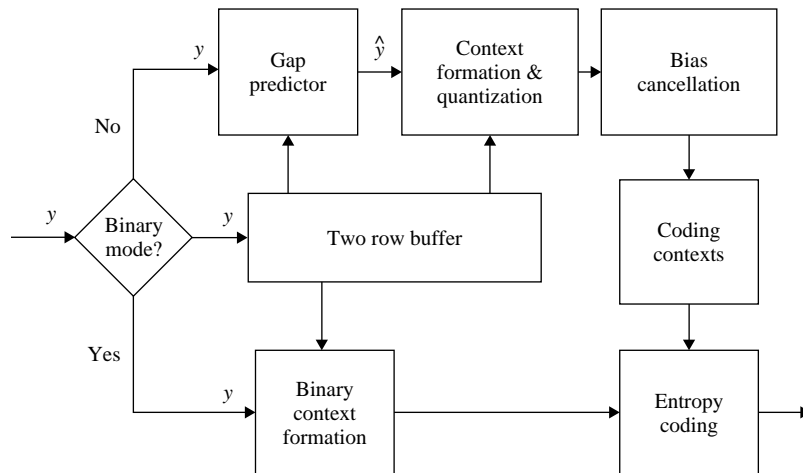 y
Gap
predictor
ŷ
Context
formation &
quantization
Bias
cancellation
No
y
Binary
mode?
y
Two row buffer
Coding
contexts
Yes
y
Binary
context
formation
Entropy
coding